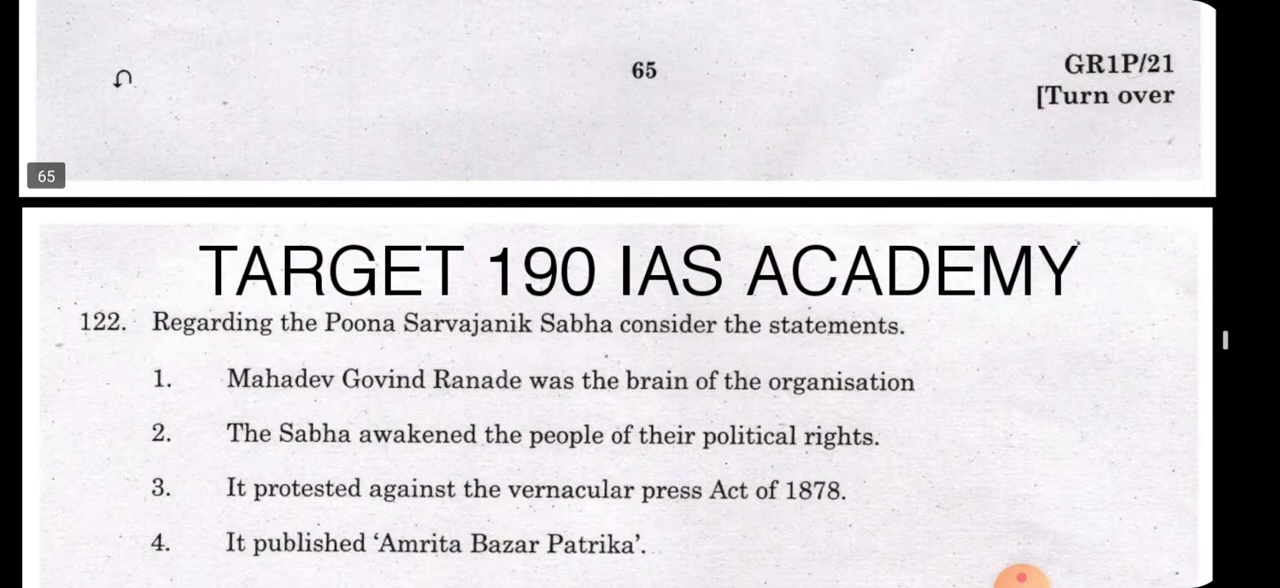 65
GR1P/21
[Turn over
65
TARGET 190 IAS ACADEMY
122. Regarding the Poona Sarvajanik Sabha consider the statements.
1. Mahadev Govind Ranade was the brain of the organisation
2. The Sabha awakened the people of their political rights.
3. It protested against the vernacular press Act of 1878.
4. It published ‘Amrita Bazar Patrika’.